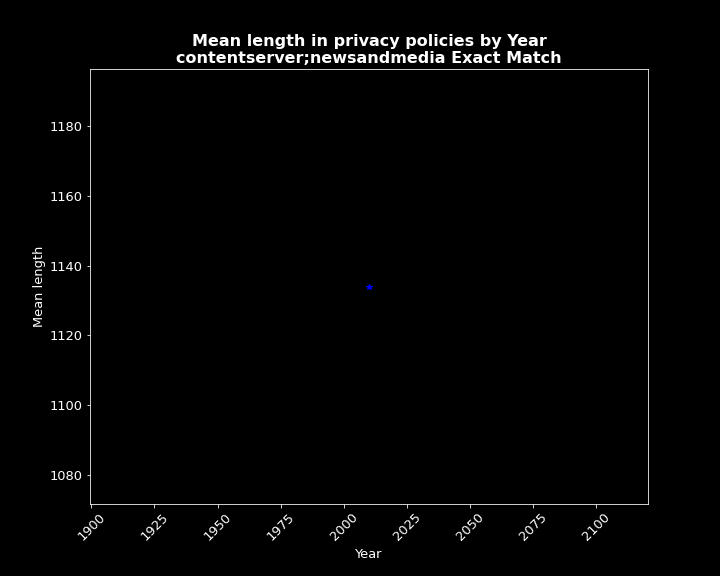 Mean length in privacy policies by Year
contentserver;newsandmedia Exact Match
1180
1160
1140
1120
1100
1080
Mean length
1900 1925 1950 1975 2000 2025 2050 2075 2100
Year